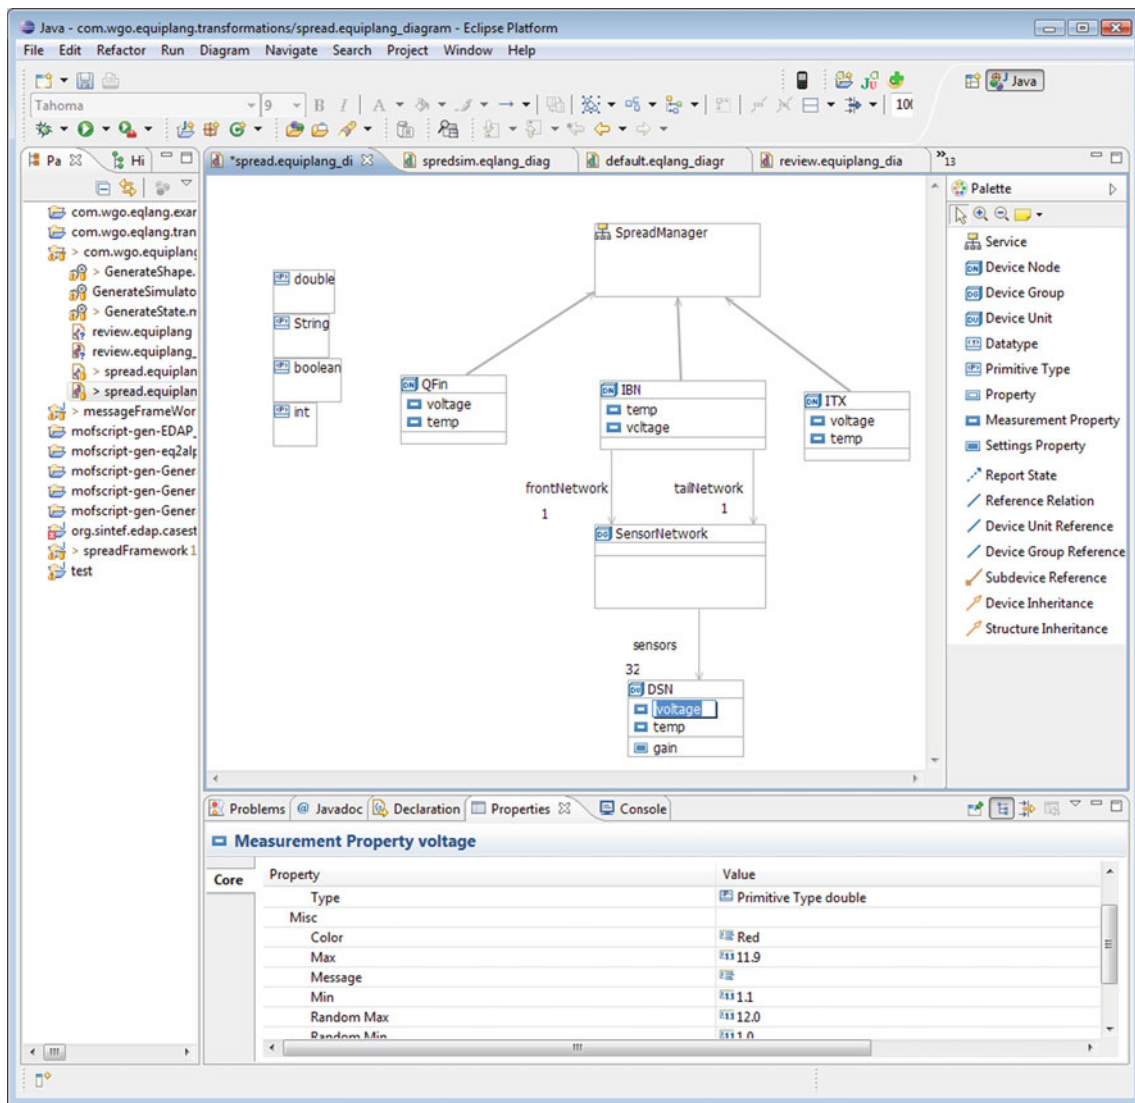 Java - com.wgo.equiplang.transformations/spread.equiplang_diagram - Eclipse Platform
File Edit Refactor Run Diagram Navigate Search Project Window Help
Java
Tahoma 9 B I A
Pa Hi
*spread.equiplang_di spredsim.eqlang_diag default.eqlang_diagr review.equiplang_dia 13
com.wgo.eqlang.exar
com.wgo.eqlang.tran
> com.wgo.equiplang
> GenerateShape.
GenerateSimulato
> GenerateState.m
review.equiplang
review.equiplang_
> spread.equiplan
> spread.equiplan
> messageFrameWor
mofscript-gen-EDAP_
mofscript-gen-eq2alp
mofscript-gen-Gener
mofscript-gen-Gener
mofscript-gen-Gener
org.sintef.edap.casest
> spreadFramework 1
test
SpreadManager
double
String
boolean
int
QFin
voltage
temp
IBN
temp
voltage
ITX
voltage
temp
frontNetwork
1
tailNetwork
1
SensorNetwork
sensors
32
DSN
voltage
temp
gain
Palette
Service
Device Node
Device Group
Device Unit
Datatype
Primitive Type
Property
Measurement Property
Settings Property
Report State
Reference Relation
Device Unit Reference
Device Group Reference
Subdevice Reference
Device Inheritance
Structure Inheritance
Problems @ Javadoc Declaration Properties Console
Measurement Property voltage
Core
Property Value
Type Primitive Type double
Misc
Color Red
Max 11.9
Message
Min 1.1
Random Max 12.0
Random Min 1.0